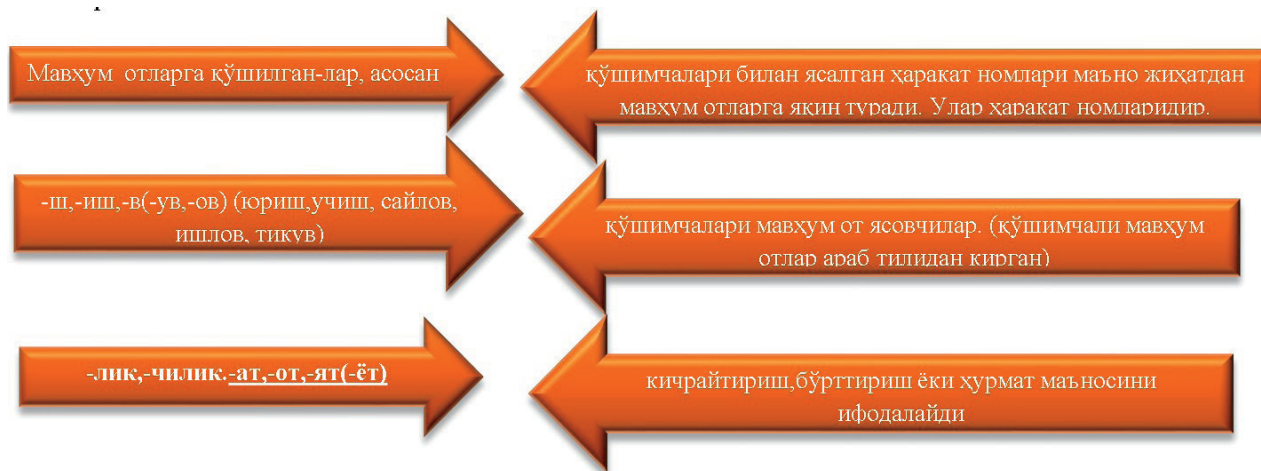 Мавҳум отларга қўшилган-лар, асосан
қўшимчалари билан ясалган ҳаракат номлари маъно жиҳатдан
мавҳум отларга яқин туради. Улар ҳаракат номларидир.
-ш,-иш,-в(-ув,-ов) (юриш,учиш, сайлов,
ишлов, тикув)
қўшимчалари мавҳум от ясовчилар. (қўшимчали мавҳум
отлар араб тилидан кирган)
-лик,-чилик.-ат,-от,-ят(-ёт)
кичрайтириш,бўрттириш ёки ҳурмат маъносини
ифодалайди